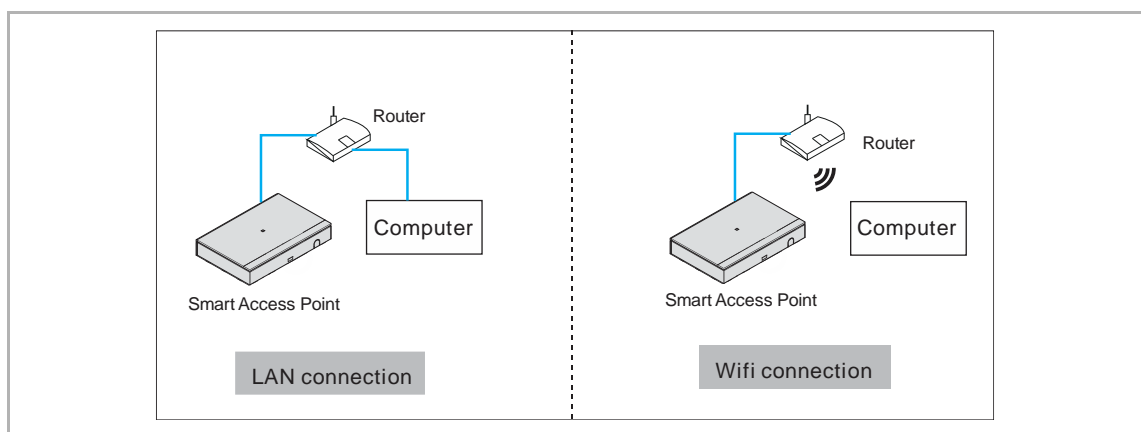 Router
Computer
Smart Access Point
LAN connection
Router
Computer
Smart Access Point
Wifi connection